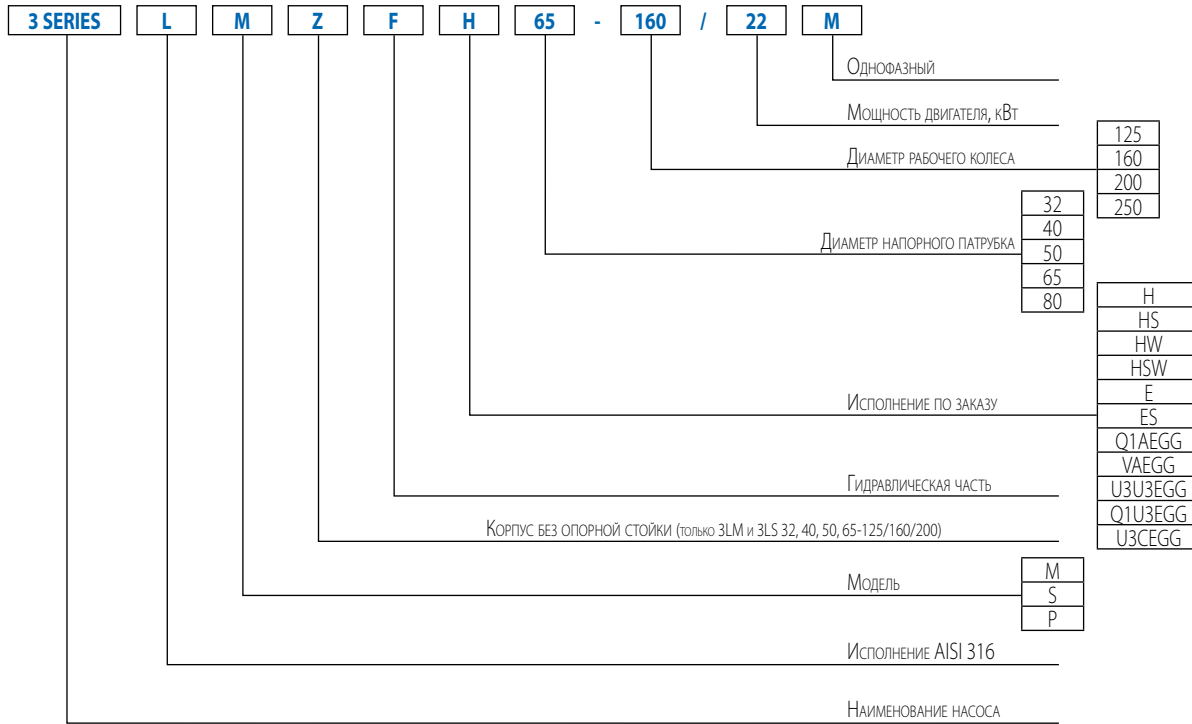 3 SERIES L M Z F H 65 - 160 / 22 M
Однофазный
Мощность двигателя, кВт
Диаметр рабочего колеса
125
160
200
250
Диаметр напорного патрубка
32
40
50
65
80
Исполнение по заказу
H
HS
HW
HSW
E
ES
Q1AEGG
VAEGG
U3U3EGG
Q1U3EGG
U3CEGG
Гидравлическая часть
Корпус без опорной стойки (только 3LM и 3LS 32, 40, 50, 65-125/160/200)
Модель
M
S
P
Исполнение AISI 316
Наименование насоса